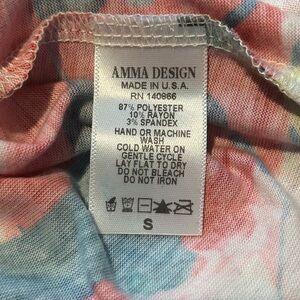 AMMA DESIGN
MADE IN U.S.A.
RN 140866
87% POLYESTER
10% RAYON
3% SPANDEX
HAND OR MACHINE
WASH
COLD WATER ON
GENTLE CYCLE
LAY FLAT TO DRY
DO NOT BLEACH
DO NOT IRON
S